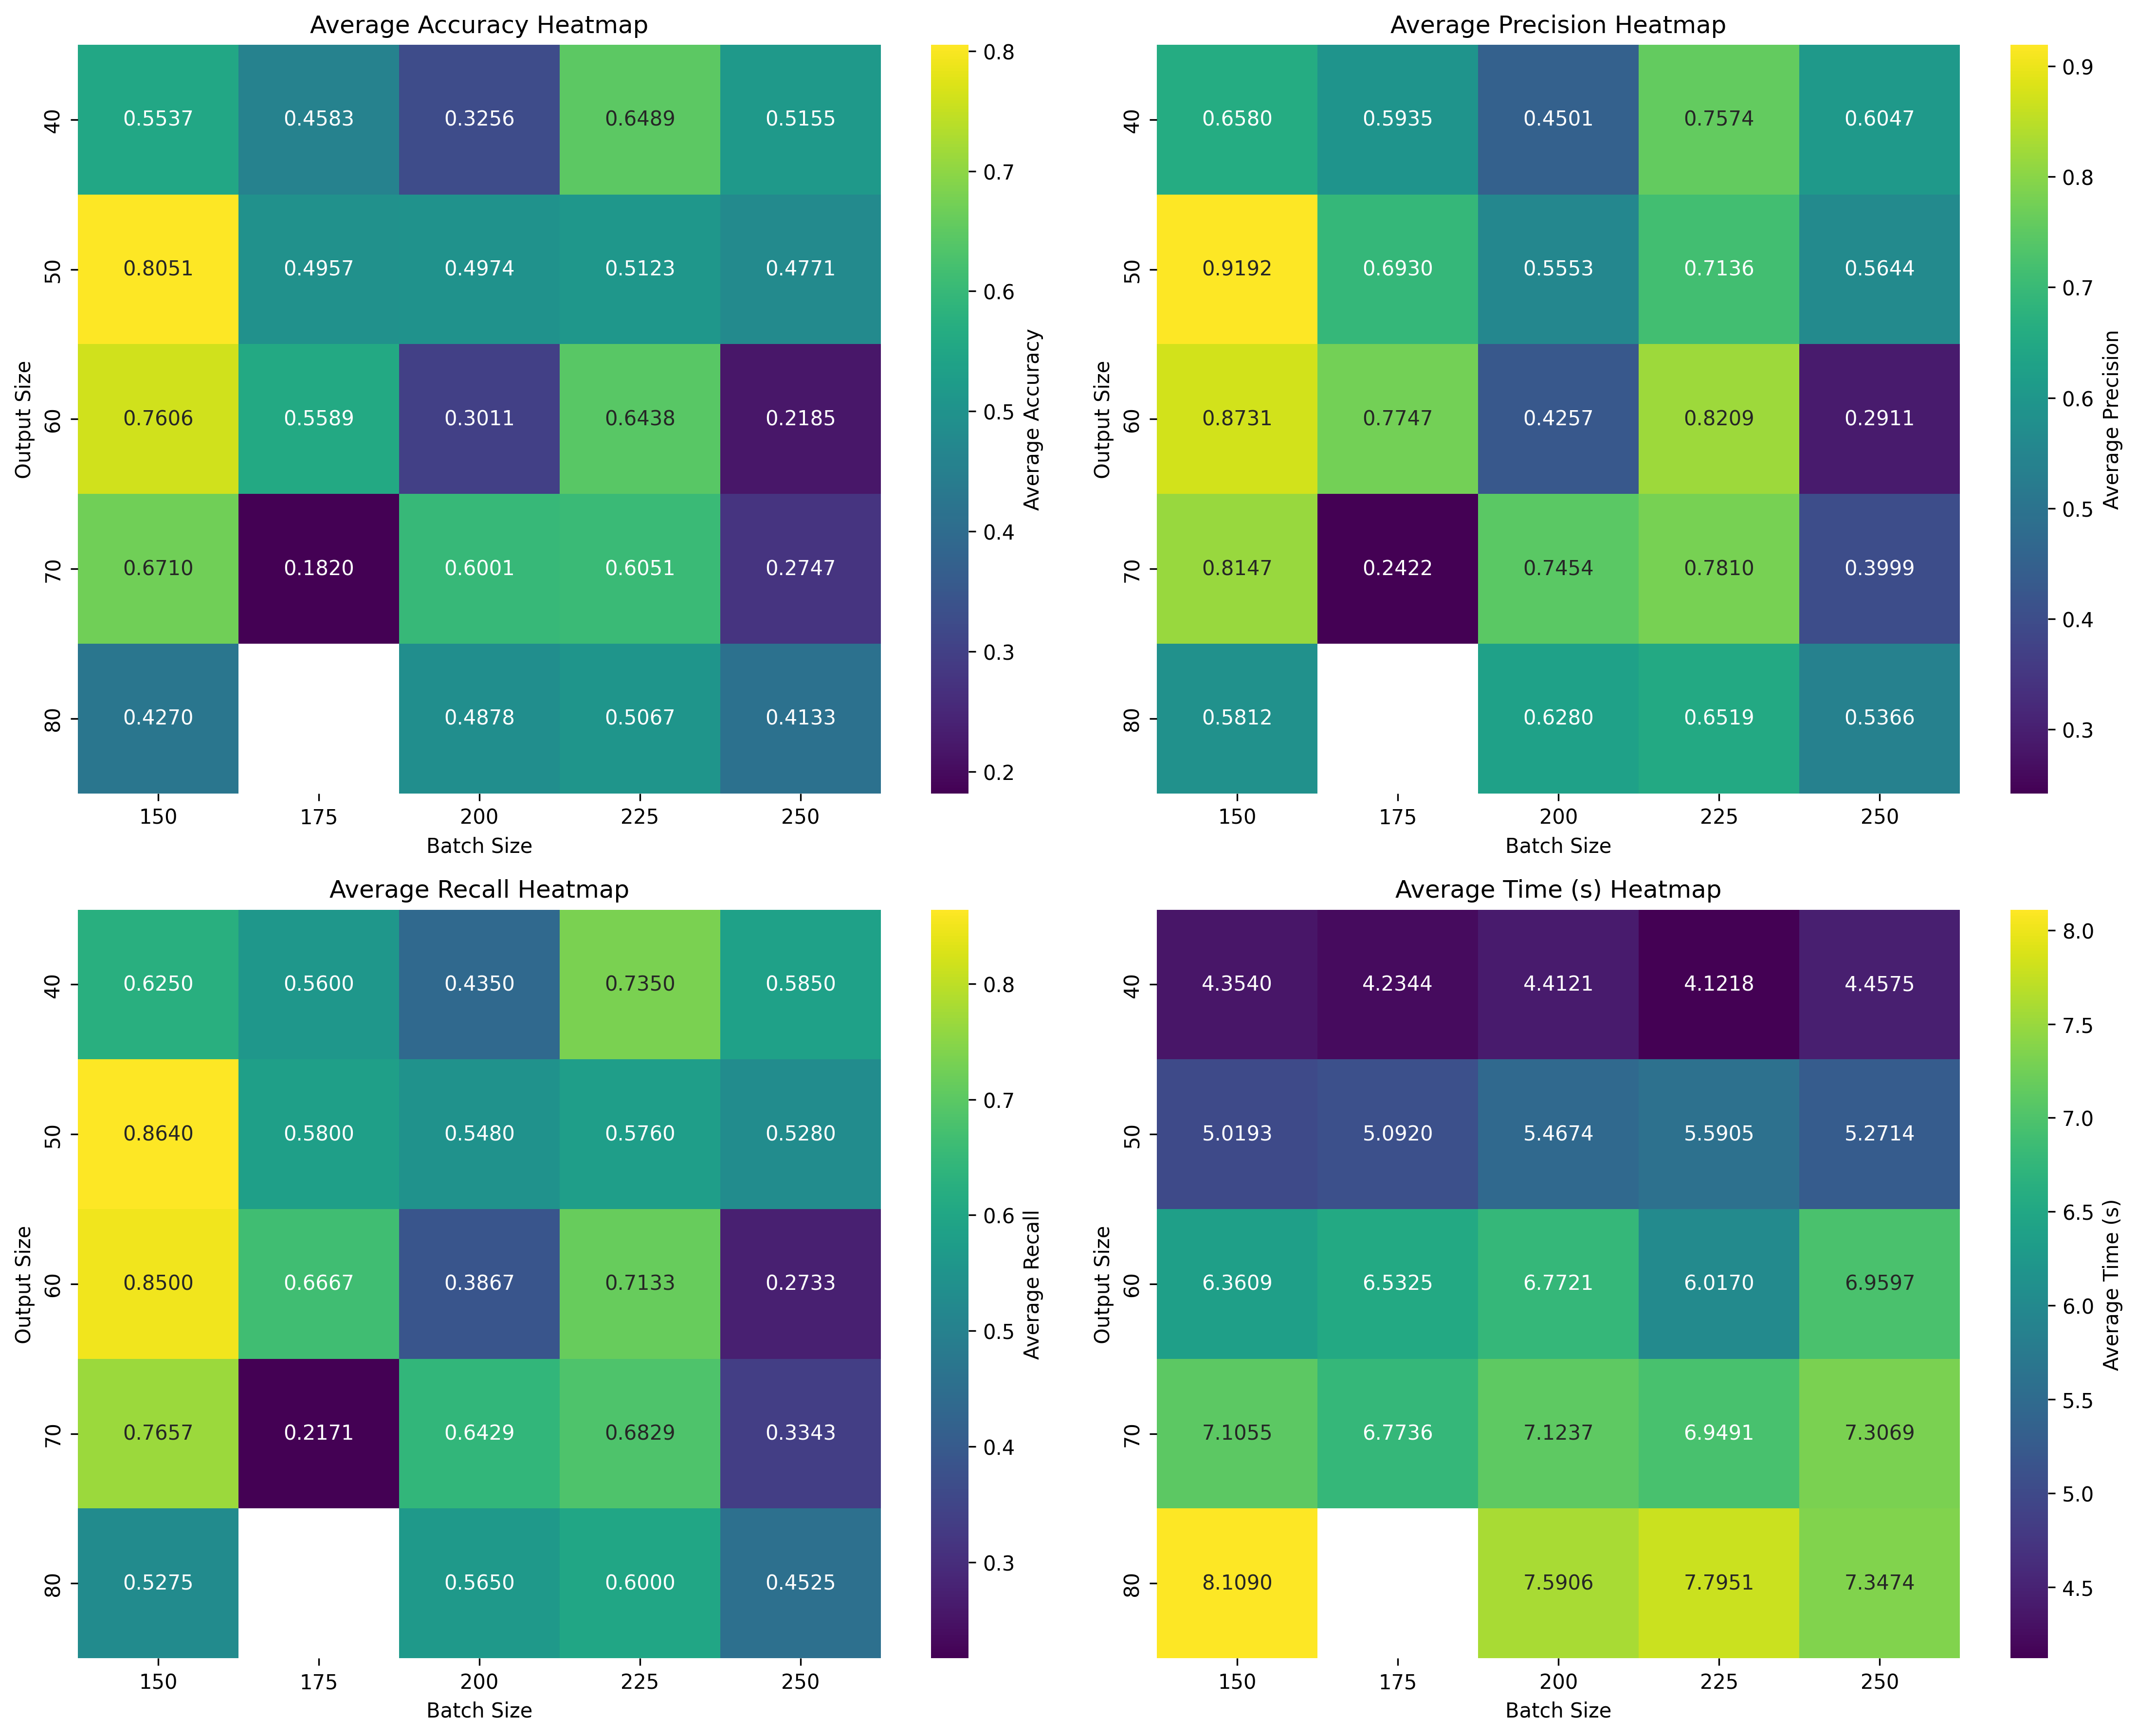 Average Accuracy Heatmap
40 0.5537 0.4583 0.3256 0.6489 0.5155
50 0.8051 0.4957 0.4974 0.5123 0.4771
60 0.7606 0.5589 0.3011 0.6438 0.2185
70 0.6710 0.1820 0.6001 0.6051 0.2747
80 0.4270 0.4878 0.5067 0.4133
150 175 200 225 250
Batch Size
Output Size
0.8
0.7
0.6
0.5
0.4
0.3
0.2
Average Accuracy
Average Precision Heatmap
40 0.6580 0.5935 0.4501 0.7574 0.6047
50 0.9192 0.6930 0.5553 0.7136 0.5644
60 0.8731 0.7747 0.4257 0.8209 0.2911
70 0.8147 0.2422 0.7454 0.7810 0.3999
80 0.5812 0.6280 0.6519 0.5366
150 175 200 225 250
Batch Size
Output Size
0.9
0.8
0.7
0.6
0.5
0.4
0.3
Average Precision
Average Recall Heatmap
40 0.6250 0.5600 0.4350 0.7350 0.5850
50 0.8640 0.5800 0.5480 0.5760 0.5280
60 0.8500 0.6667 0.3867 0.7133 0.2733
70 0.7657 0.2171 0.6429 0.6829 0.3343
80 0.5275 0.5650 0.6000 0.4525
150 175 200 225 250
Batch Size
Output Size
0.8
0.7
0.6
0.5
0.4
0.3
Average Recall
Average Time (s) Heatmap
40 4.3540 4.2344 4.4121 4.1218 4.4575
50 5.0193 5.0920 5.4674 5.5905 5.2714
60 6.3609 6.5325 6.7721 6.0170 6.9597
70 7.1055 6.7736 7.1237 6.9491 7.3069
80 8.1090 7.5906 7.7951 7.3474
150 175 200 225 250
Batch Size
Output Size
8.0
7.5
7.0
6.5
6.0
5.5
5.0
4.5
Average Time (s)